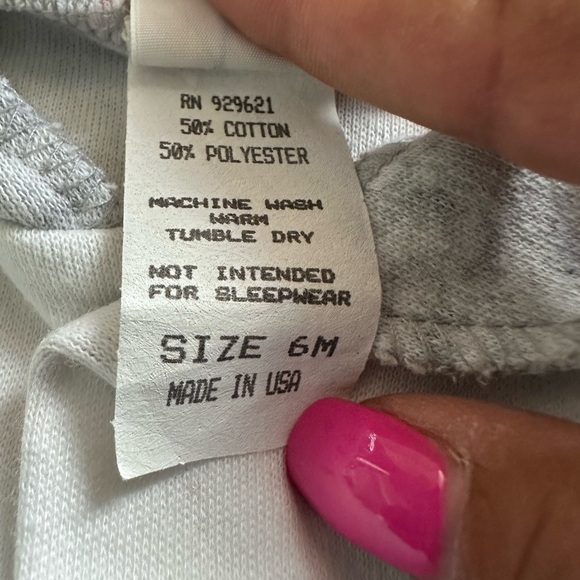 RN 929621
50% COTTON
50% POLYESTER
MACHINE WASH
WARM
TUMBLE DRY
NOT INTENDED
FOR SLEEPWEAR
SIZE 6M
MADE IN USA